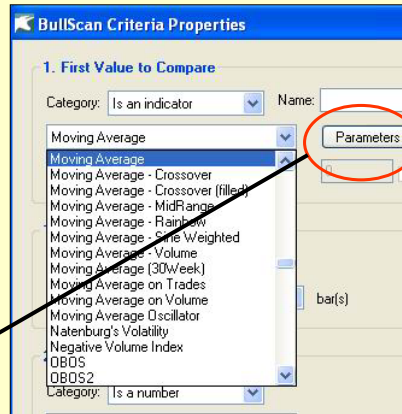 BullScan Criteria Properties
1. First Value to Compare
Category: Is an indicator Name:
Moving Average Parameters
Moving Average
Moving Average - Crossover
Moving Average - Crossover (filled)
Moving Average - MidRange
Moving Average - Rainbow
Moving Average - Sine Weighted
Moving Average - Volume
Moving Average (30Week)
Moving Average on Trades
Moving Average on Volume
bar(s)
Moving Average Oscillator
Natenburg's Volatility
Negative Volume Index
OBOS
OBOS2
Category: Is a number